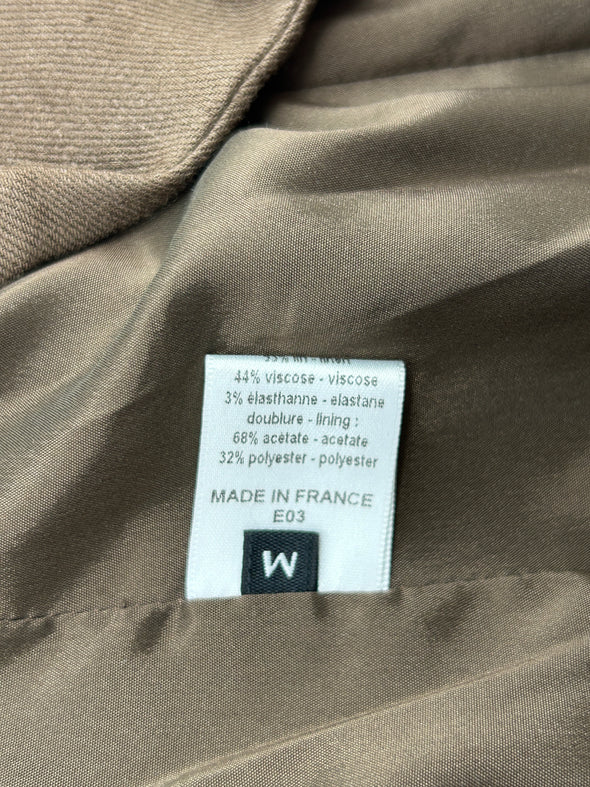 44% viscose - viscose
3% élasthanne - elastane
doublure - lining :
68% acétate - acetate
32% polyester - polyester
MADE IN FRANCE
E03
M